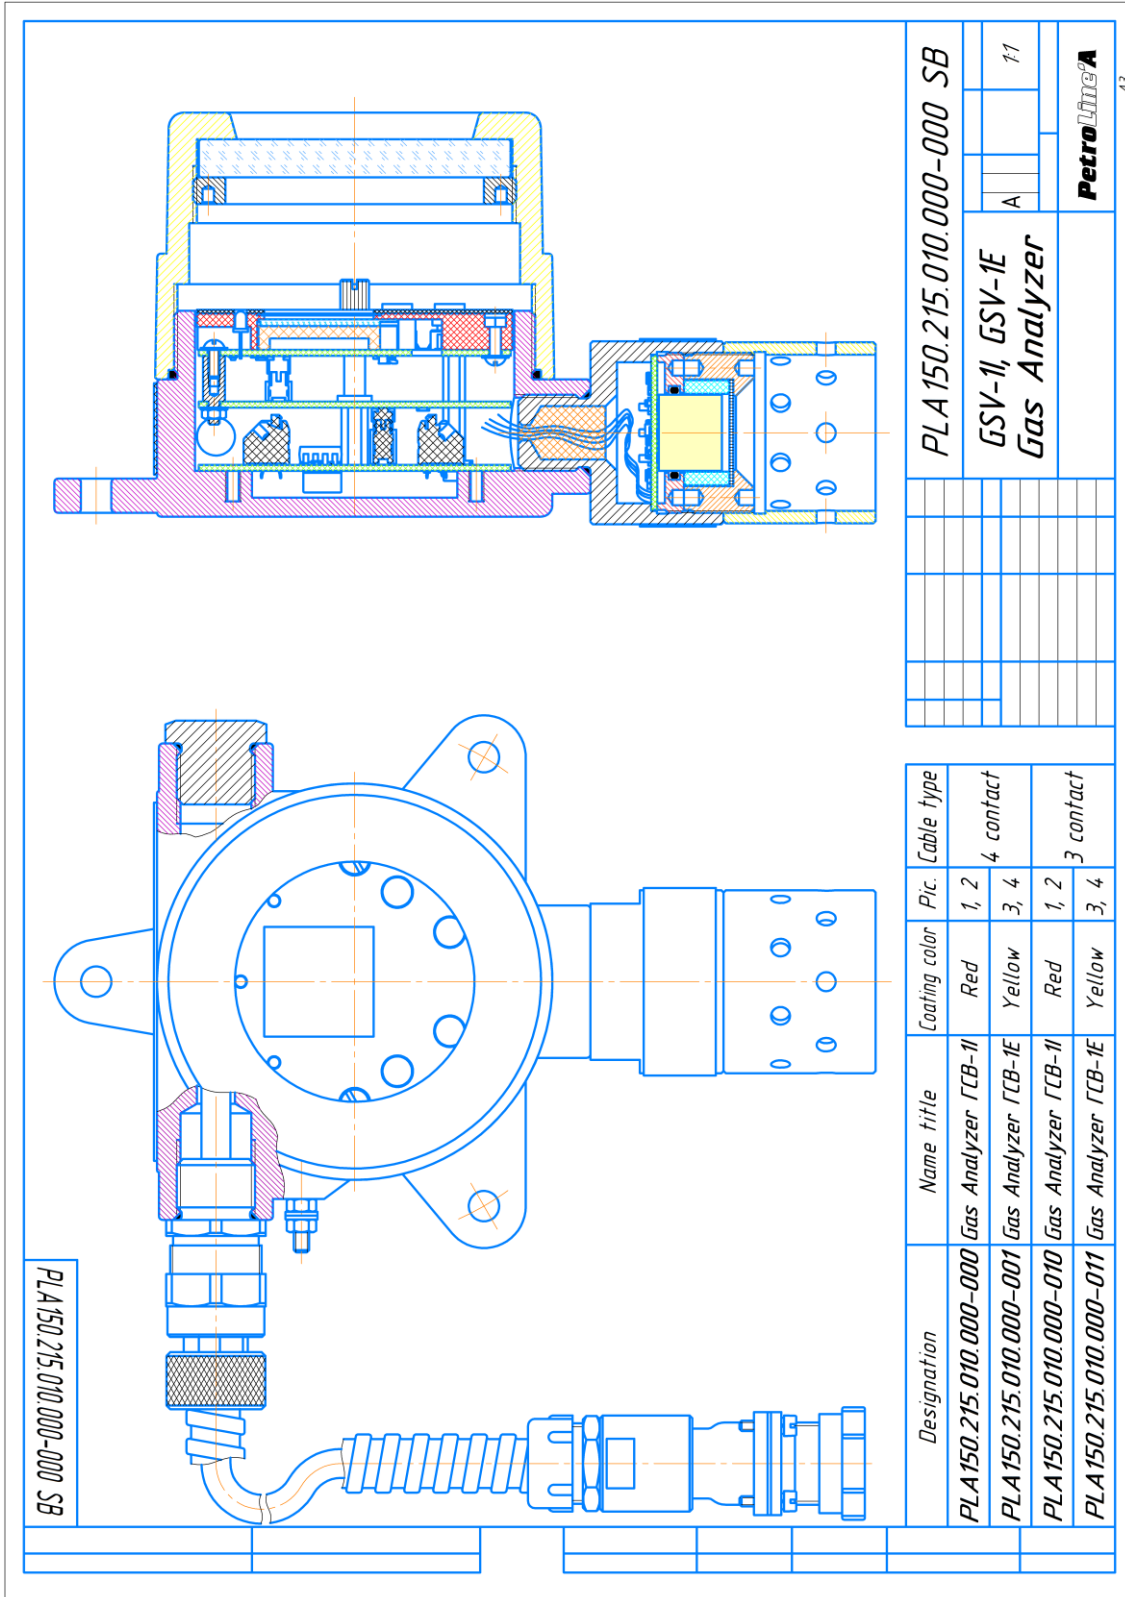 PLA150.215.010.000-000 SB
Designation Name title Coating color Pic. Cable type
PLA150.215.010.000-000 Gas Analyzer ГСВ-1I Red 1, 2 4 contact
PLA150.215.010.000-001 Gas Analyzer ГСВ-1E Yellow 3, 4
PLA150.215.010.000-010 Gas Analyzer ГСВ-1I Red 1, 2 3 contact
PLA150.215.010.000-011 Gas Analyzer ГСВ-1E Yellow 3, 4
PLA150.215.010.000-000 SB
GSV-1I, GSV-1E
Gas Analyzer
A
1:1
PetroLine'A